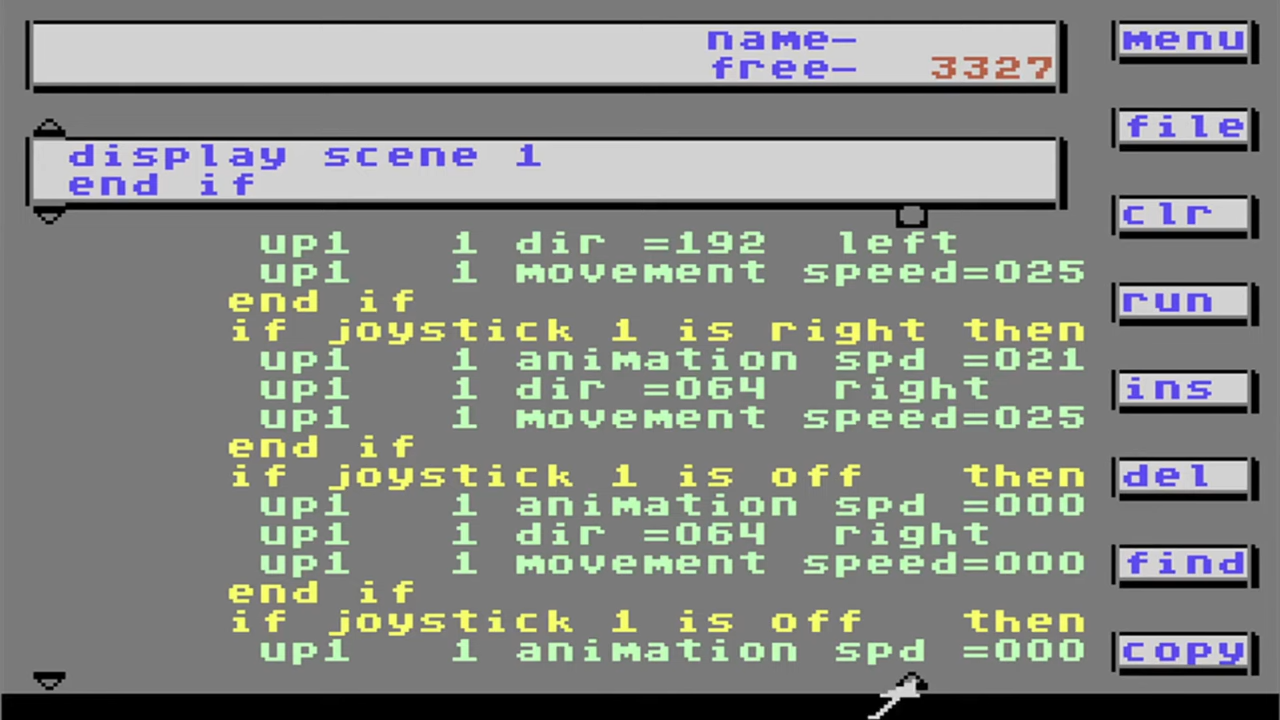 name-
free- 3327
display scene 1
end if
up1 1 dir =192 left
up1 1 movement speed=025
end if
if joystick 1 is right then
up1 1 animation spd =021
up1 1 dir =064 right
up1 1 movement speed=025
end if
if joystick 1 is off then
up1 1 animation spd =000
up1 1 dir =064 right
up1 1 movement speed=000
end if
if joystick 1 is off then
up1 1 animation spd =000
menu
file
clr
run
ins
del
find
copy